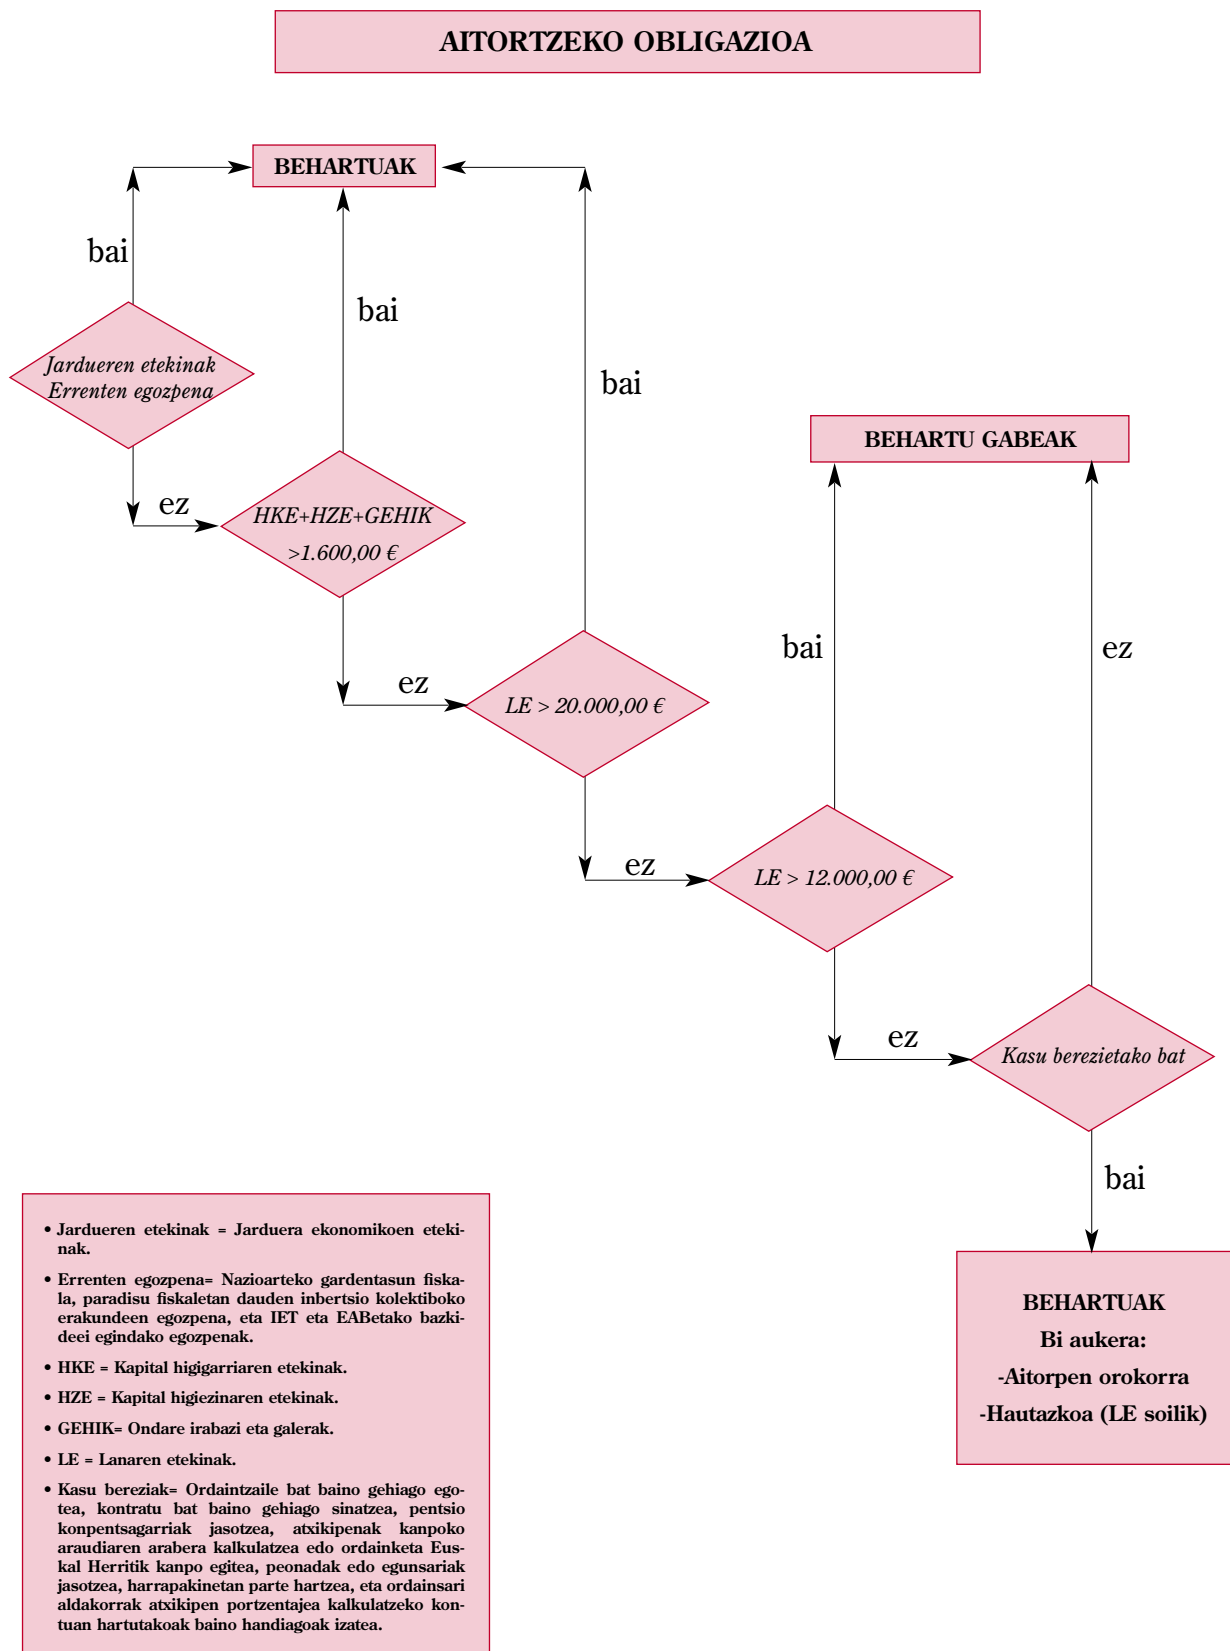 AITORTZEKO OBLIGAZIOA
BEHARTUAK
bai
bai
bai
Jardueren etekinak
Errenten egozpena
BEHARTU GABEAK
ez
HKE+HZE+GEHIK
>1.600,00 €
bai
ez
ez
LE > 20.000,00 €
ez
LE > 12.000,00 €
ez
Kasu berezietako bat
bai
• Jardueren etekinak = Jarduera ekonomikoen eteki-
nak.
• Errenten egozpena= Nazioarteko gardentasun fiska-
la, paradisu fiskaletan dauden inbertsio kolektiboko
erakundeen egozpena, eta IET eta EABetako bazki-
deei egindako egozpenak.
• HKE = Kapital higigarriaren etekinak.
• HZE = Kapital higiezinaren etekinak.
• GEHIK= Ondare irabazi eta galerak.
• LE = Lanaren etekinak.
• Kasu bereziak= Ordaintzaile bat baino gehiago ego-
tea, kontratu bat baino gehiago sinatzea, pentsio
konpentsagarriak jasotzea, atxikipenak kanpoko
araudiaren arabera kalkulatzea edo ordainketa Eus-
kal Herritik kanpo egitea, peonadak edo egunsariak
jasotzea, harrapakinetan parte hartzea, eta ordainsari
aldakorrak atxikipen portzentajea kalkulatzeko kon-
tuan hartutakoak baino handiagoak izatea.
BEHARTUAK
Bi aukera:
-Aitorpen orokorra
-Hautazkoa (LE soilik)